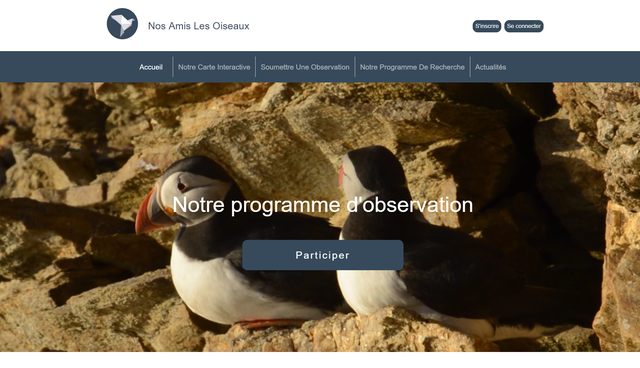 Nos Amis Les Oiseaux
S'inscrire
Se connecter
Accueil
Notre Carte Interactive
Soumettre Une Observation
Notre Programme De Recherche
Actualités
Notre programme d'observation
Participer